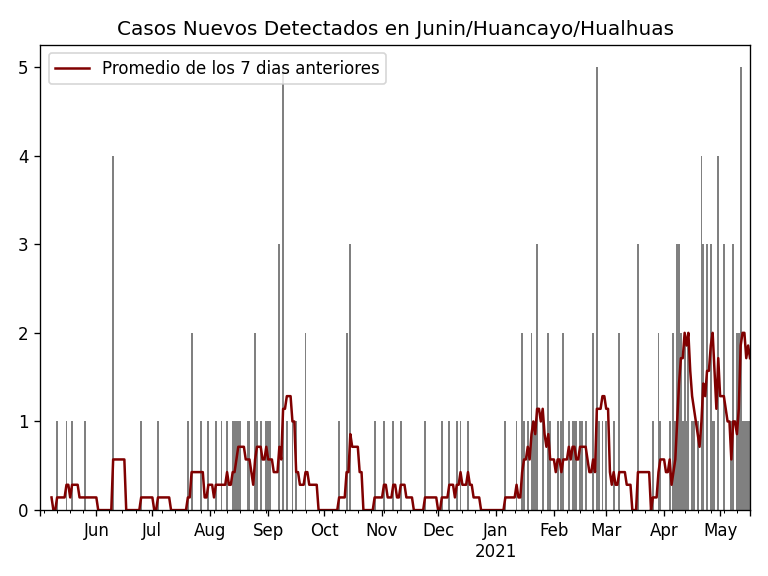 Casos Nuevos Detectados en Junin/Huancayo/Hualhuas
Promedio de los 7 dias anteriores
5
4
3
2
1
0
Jun Jul Aug Sep Oct Nov Dec Jan Feb Mar Apr May
2021